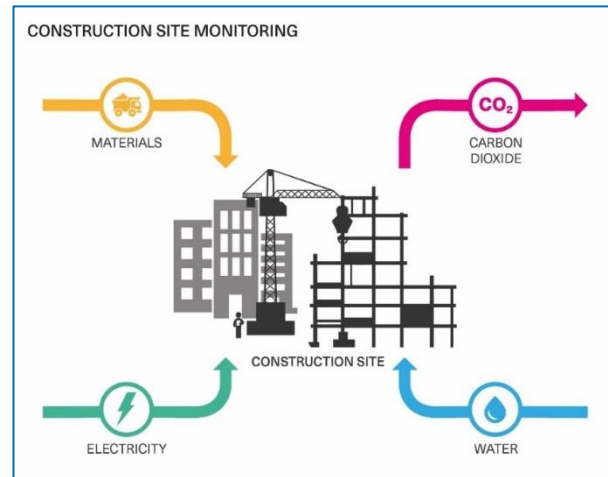 CONSTRUCTION SITE MONITORING
MATERIALS
CO₂
CARBON
DIOXIDE
CONSTRUCTION SITE
ELECTRICITY
WATER